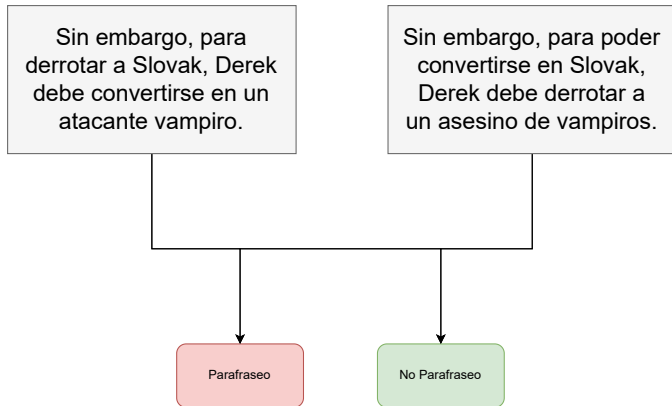 Sin embargo, para
derrotar a Slovak, Derek
debe convertirse en un
atacante vampiro.
Sin embargo, para poder
convertirse en Slovak,
Derek debe derrotar a
un asesino de vampiros.
Parafraseo
No Parafraseo